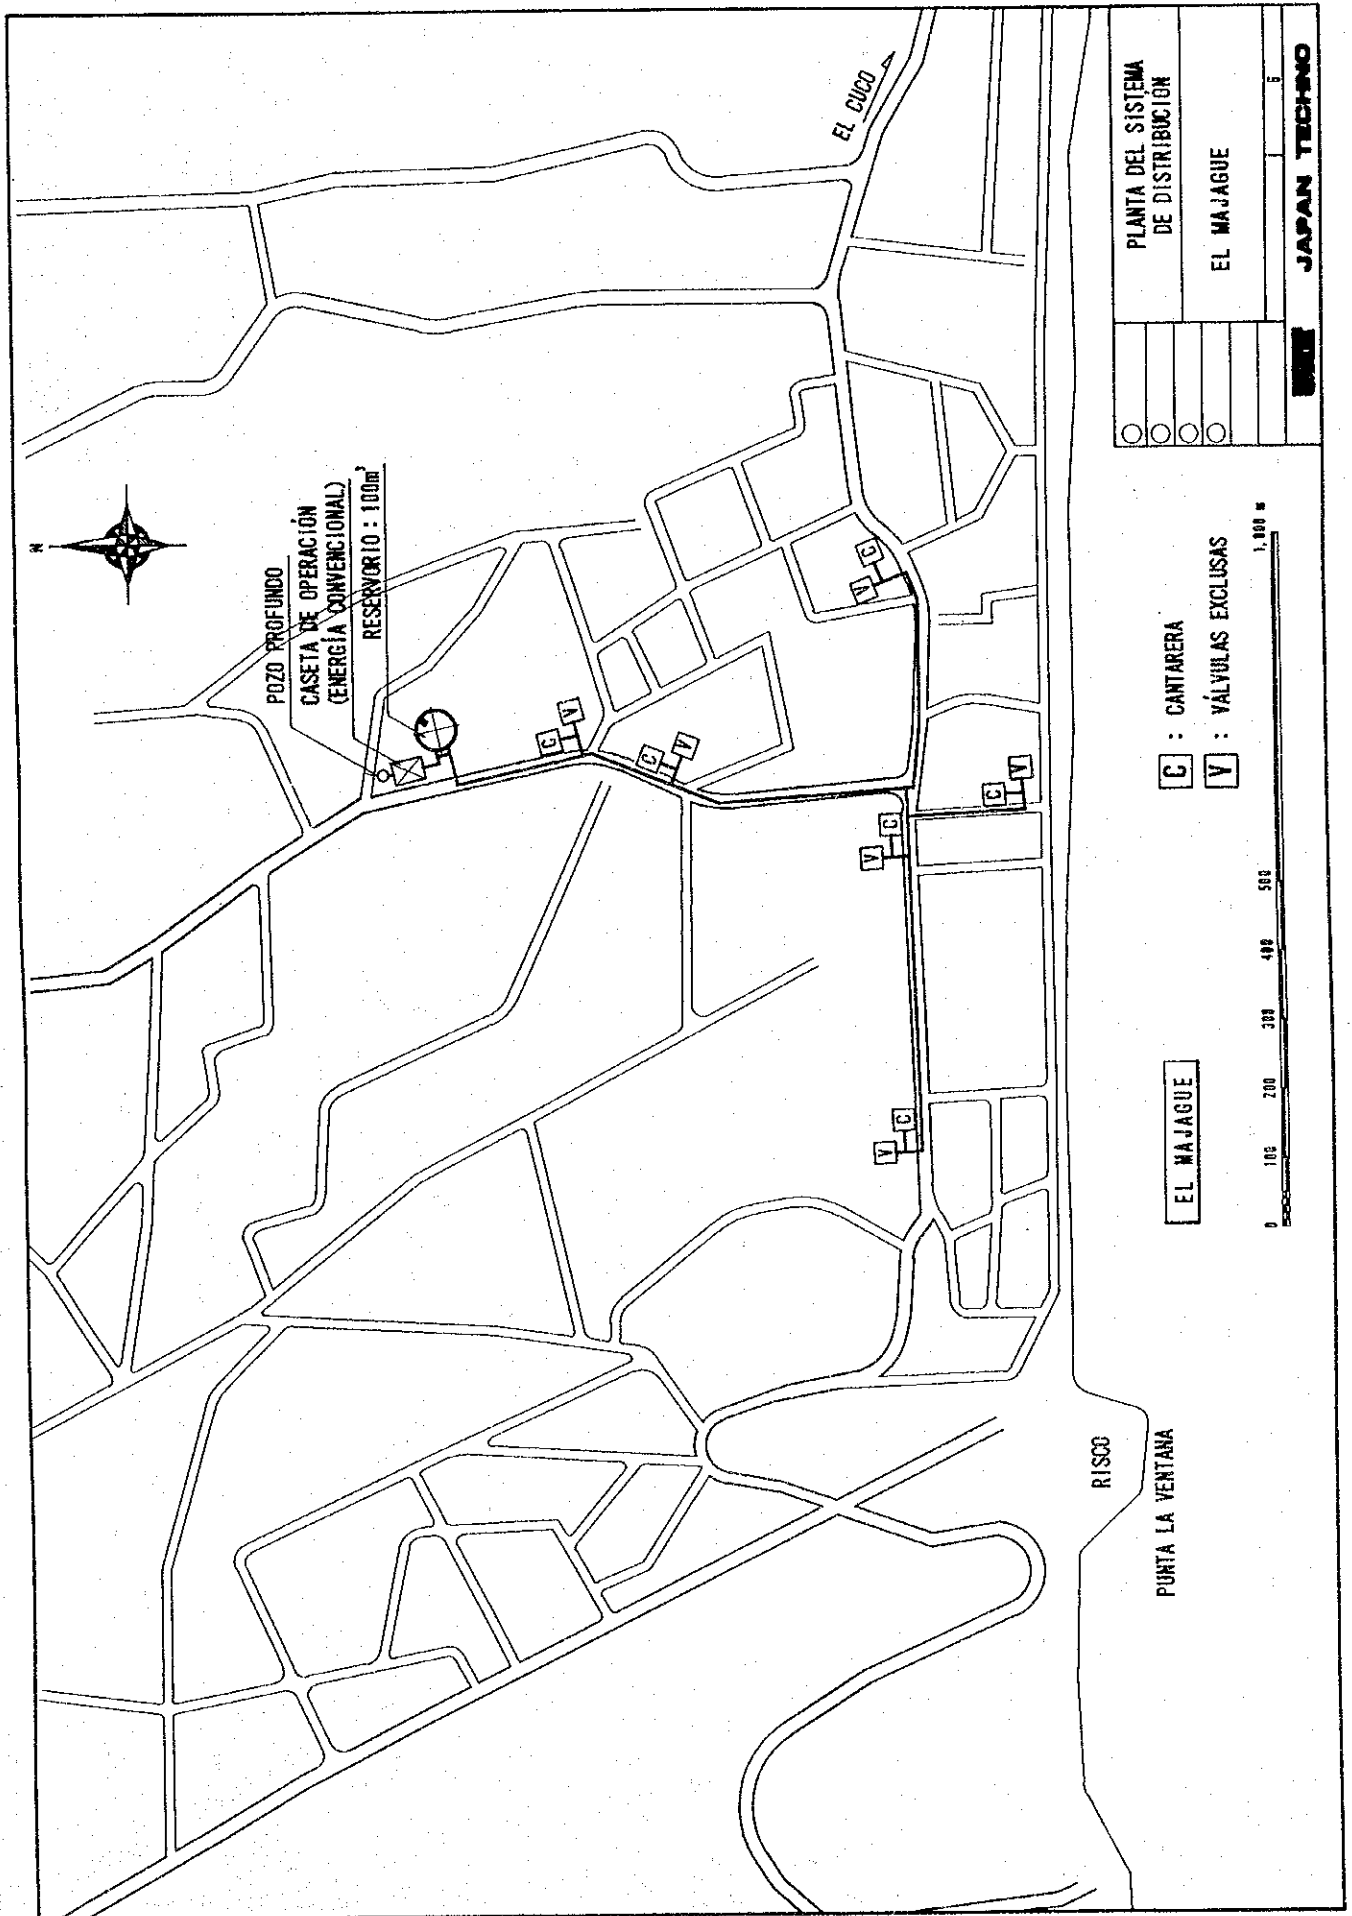 N
POZO PROFUNDO
CASETA DE OPERACIÓN
(ENERGÍA CONVENCIONAL)
RESERVORIO : 100m³
EL CUCO
C
V
C
V
V
C
V
C
C
V
V
C
RISCO
PUNTA LA VENTANA
EL MAJAGUE
C : CANTARERA
V : VÁLVULAS EXCLUSAS
0 100 200 300 400 500 1,000 m
PLANTA DEL SISTEMA
DE DISTRIBUCIÓN
EL MAJAGUE
6
JAPAN TECHNO